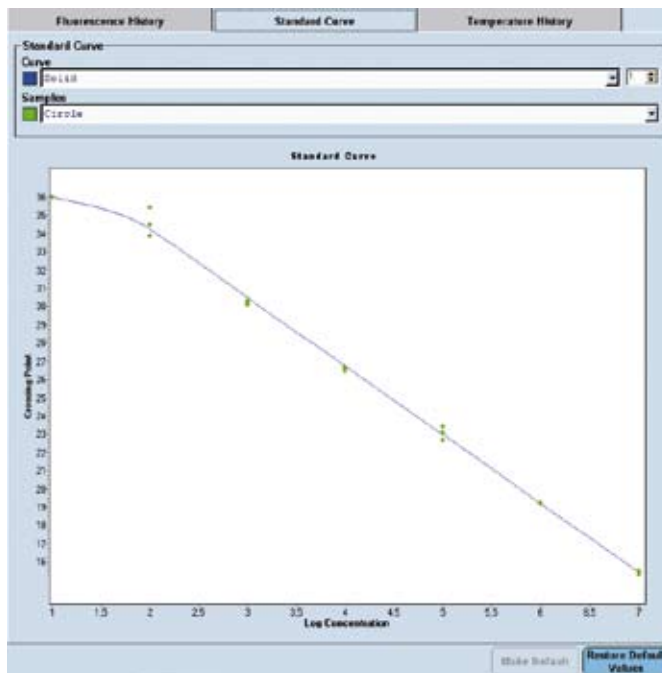 Fluorescence History Standard Curve Temperature History
Standard Curve
Curve
Solid 1
Samples
Circle
Standard Curve
36
35
34
33
32
31
30
29
28
27
26
25
24
23
22
21
20
19
18
17
16
Crossing Point
1 1.5 2 2.5 3 3.5 4 4.5 5 5.5 6 6.5 7
Log Concentration
Make Default Restore Default
Values